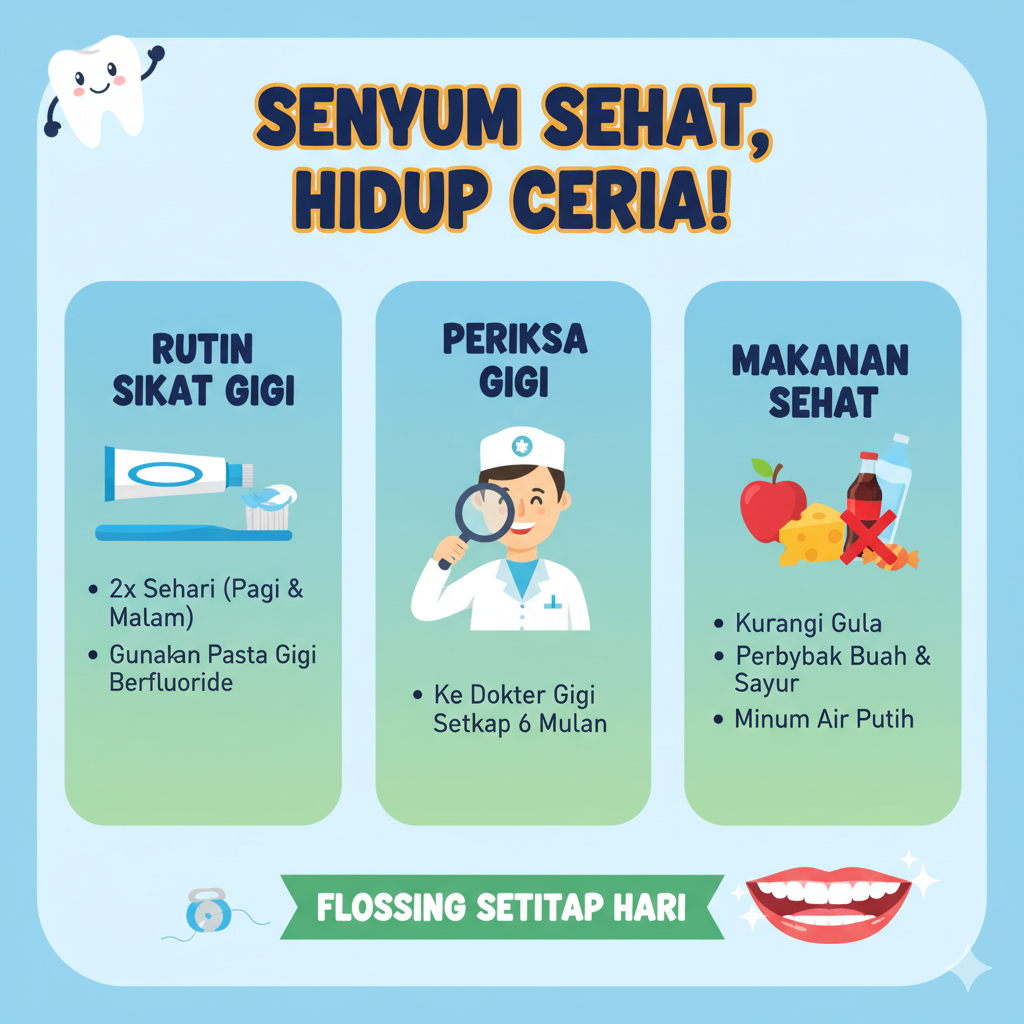 SENYUM SEHAT,
HIDUP CERIA!
RUTIN
SIKAT GIGI
• 2x Sehari (Pagi &
Malam)
• Gunakan Pasta Gigi
Berfluoride
PERIKSA
GIGI
• Ke Dokter Gigi
Setkap 6 Mulan
MAKANAN
SEHAT
• Kurangi Gula
• Perbybak Buah &
Sayur
• Minum Air Putih
FLOSSING SETITAP HARI